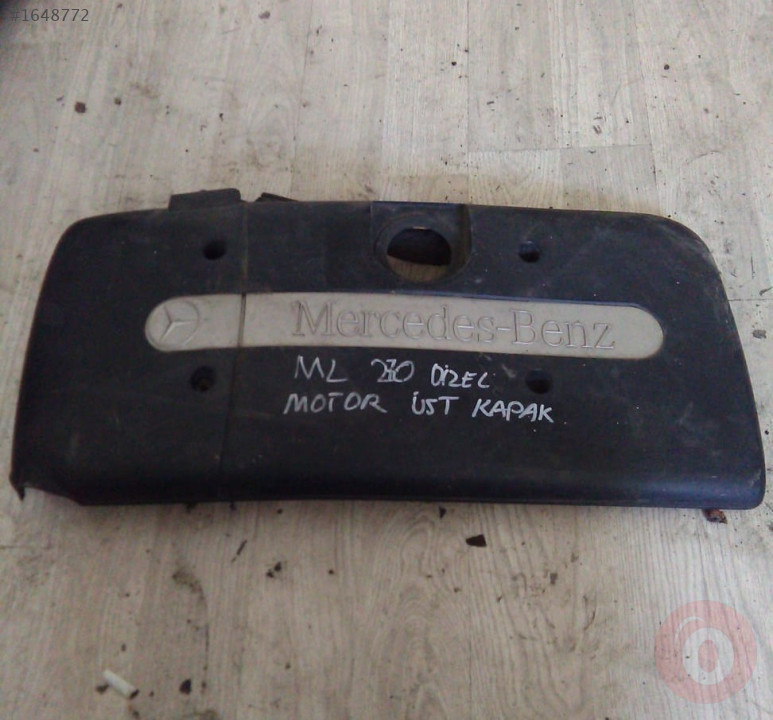 #1648772
Mercedes-Benz
ML 270 DİZEL
MOTOR ÜST KAPAK